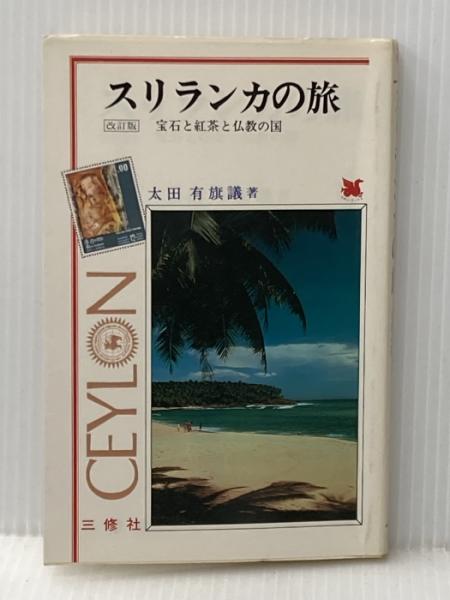 スリランカの旅
改訂版 宝石と紅茶と仏教の国
太田 有旗議 著
90
CEYLON
三修社